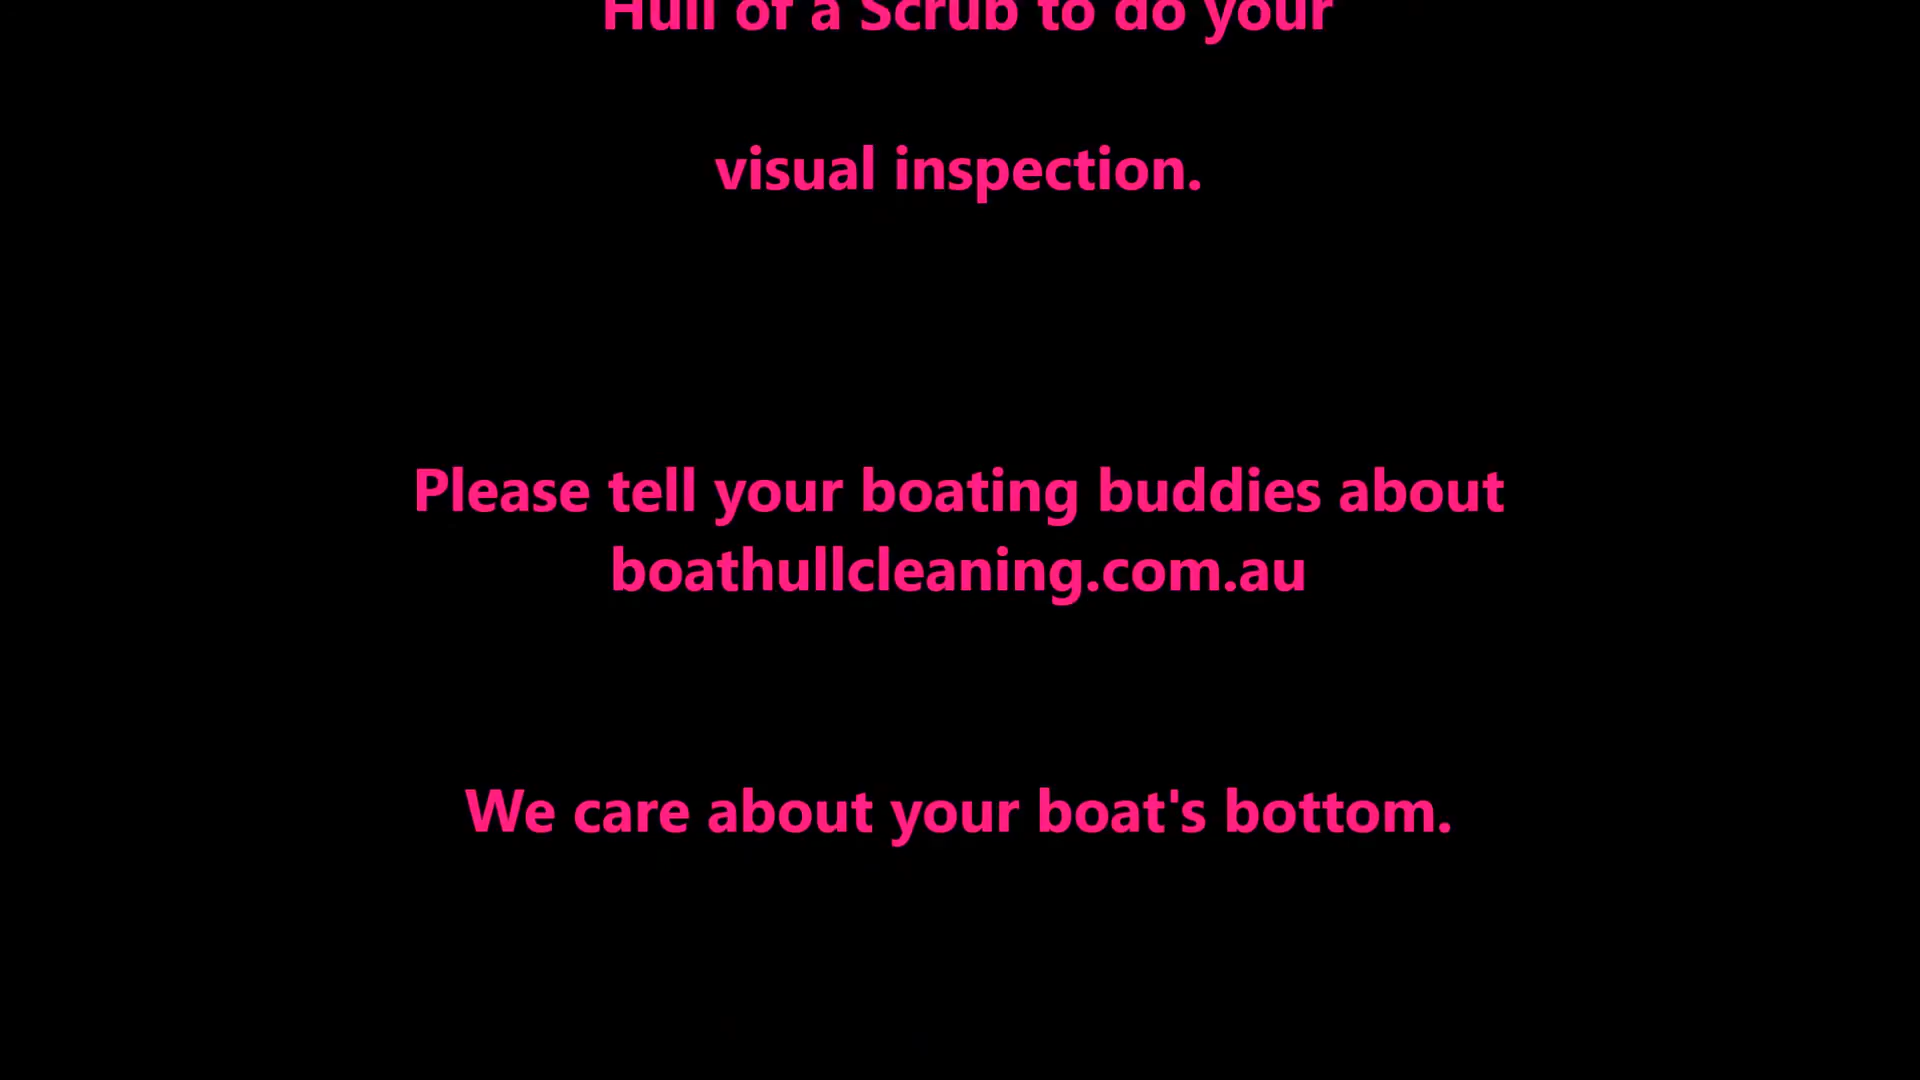 Hull of a Scrub to do your
visual inspection.
Please tell your boating buddies about
boathullcleaning.com.au
We care about your boat's bottom.